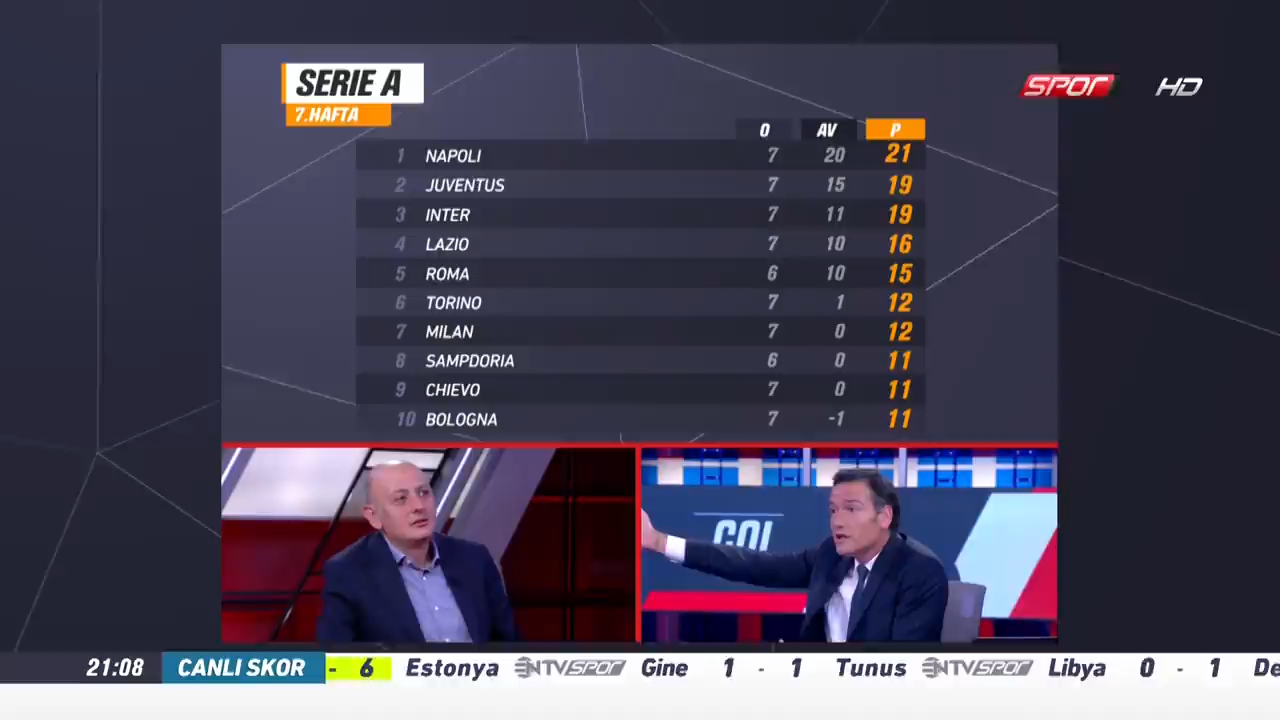 SERIE A
7.HAFTA
SPOR HD
O AV P
1 NAPOLI 7 20 21
2 JUVENTUS 7 15 19
3 INTER 7 11 19
4 LAZIO 7 10 16
5 ROMA 6 10 15
6 TORINO 7 1 12
7 MILAN 7 0 12
8 SAMPDORIA 6 0 11
9 CHIEVO 7 0 11
10 BOLOGNA 7 -1 11
GOL
21:08 CANLI SKOR - 6 Estonya NTVSPOR Gine 1 - 1 Tunus NTVSPOR Libya 0 - 1 De